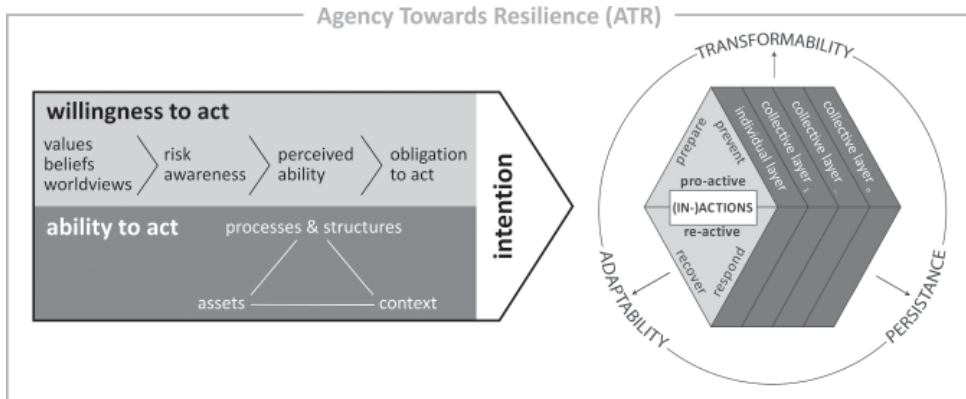 Agency Towards Resilience (ATR)
willingness to act
values
beliefs
worldviews
risk
awareness
perceived
ability
obligation
to act
ability to act
processes & structures
assets
context
intention
TRANSFORMABILITY
ADAPTABILITY
PERSISTANCE
prepare
prevent
pro-active
(IN-)ACTIONS
re-active
recover
respond
individual layer
collective layer
collective layer
collective layer n